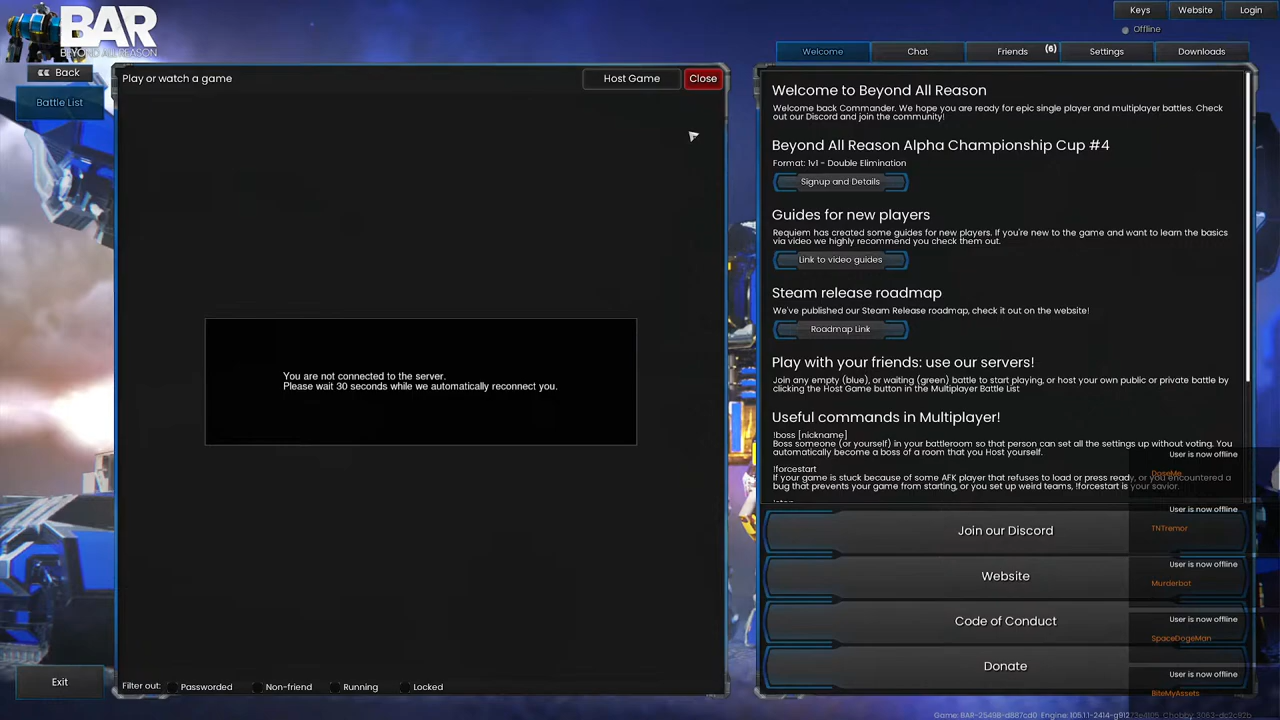 BAR
BEYOND ALL REASON
Keys
Website
Login
Offline
Back
Battle List
Play or watch a game
Host Game
Close
Welcome
Chat
Friends
(6)
Settings
Downloads
Welcome to Beyond All Reason
Welcome back Commander. We hope you are ready for epic single player and multiplayer battles. Check
out our Discord and join the community!
Beyond All Reason Alpha Championship Cup #4
Format: 1v1 - Double Elimination
Signup and Details
Guides for new players
Requiem has created some guides for new players. If you're new to the game and want to learn the basics
via video we highly recommend you check them out.
Link to video guides
Steam release roadmap
We've published our Steam Release roadmap, check it out on the website!
Roadmap Link
Play with your friends: use our servers!
Join any empty (blue), or waiting (green) battle to start playing, or host your own public or private battle by
clicking the Host Game button in the Multiplayer Battle List
Useful commands in Multiplayer!
!boss [nickname]
Boss someone (or yourself) in your battleroom so that person can set all the settings up without voting. You
automatically become a boss of a room that you Host yourself.
!forcestart
If your game is stuck because of some AFK player that refuses to load or press ready, or you encountered a
bug that prevents your game from starting, or you set up weird teams, !forcestart is your savior.
You are not connected to the server.
Please wait 30 seconds while we automatically reconnect you.
User is now offline
DoseMe
User is now offline
TNTremor
User is now offline
Murderbot
User is now offline
SpaceDogeMan
User is now offline
BiteMyAssets
Join our Discord
Website
Code of Conduct
Donate
Exit
Filter out:
Passworded
Non-friend
Running
Locked